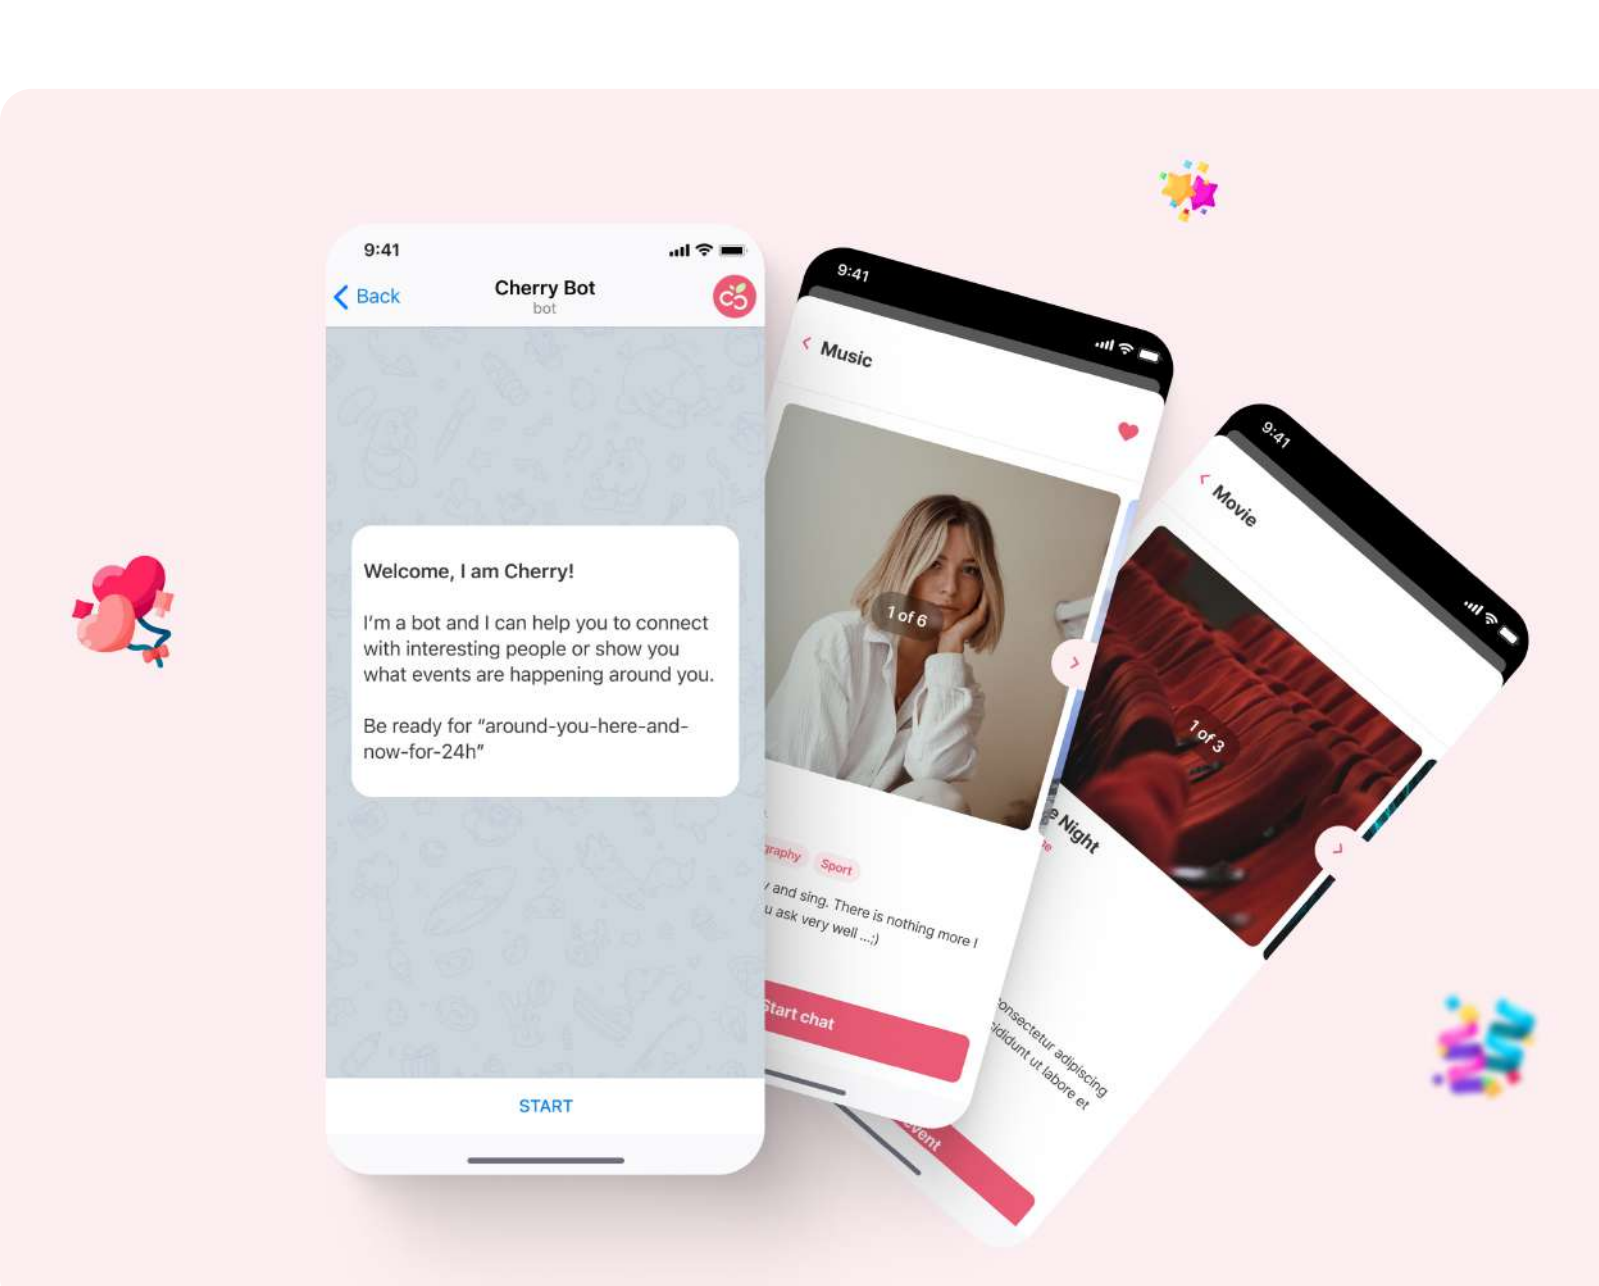 9:41
Back
Cherry Bot
bot
Welcome, I am Cherry!
I'm a bot and I can help you to connect
with interesting people or show you
what events are happening around you.
Be ready for “around-you-here-and-
now-for-24h”
START
9:41
Music
1 of 6
graphy
Sport
y and sing. There is nothing more I
u ask very well ...;)
Start chat
9:41
Movie
1 of 3
e Night
onsectetur adipiscing
ididunt ut labore et
event